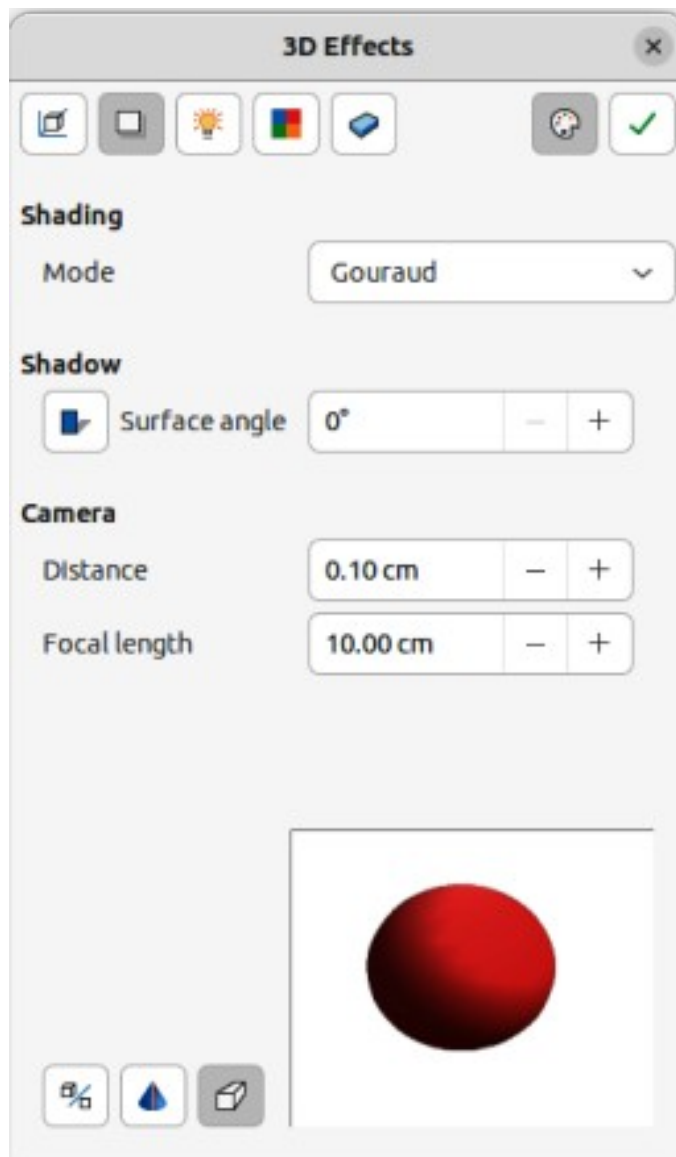 3D Effects
Shading
Mode Gouraud
Shadow
Surface angle 0°
Camera
Distance 0.10 cm
Focal length 10.00 cm